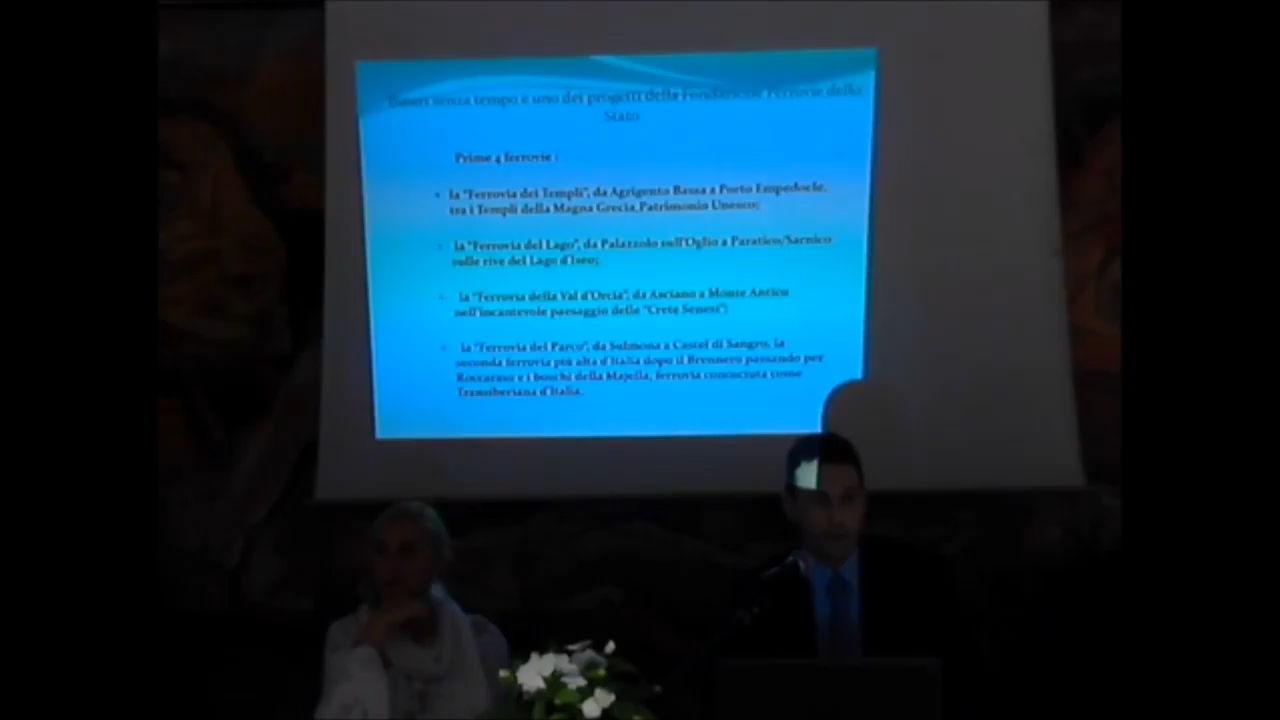 Binari senza tempo è uno dei progetti della Fondazione Ferrovie dello
Stato
Prime 4 ferrovie :
la "Ferrovia dei Templi", da Agrigento Bassa a Porto Empedocle,
tra i Templi della Magna Grecia,Patrimonio Unesco;
la "Ferrovia del Lago", da Palazzolo sull'Oglio a Paratico/Sarnico
sulle rive del Lago d'Iseo;
la "Ferrovia della Val d'Orcia", da Asciano a Monte Antico
nell'incantevole paesaggio delle "Crete Senesi";
la "Ferrovia del Parco", da Sulmona a Castel di Sangro, la
seconda ferrovia più alta d'Italia dopo il Brennero passando per
Roccaraso e i boschi della Majella, ferrovia conosciuta come
Transiberiana d'Italia.